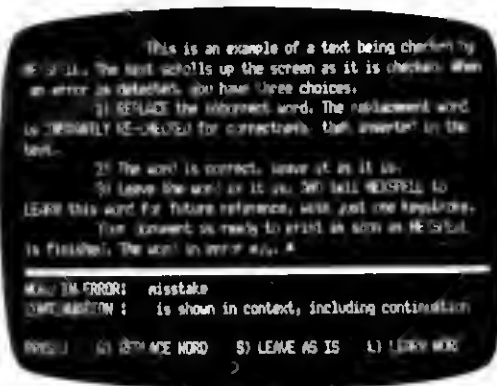 This is an example of a text being checked by
The text scrolls up the screen as it is checked. When
an error is detected, you have three choices.
1) REPLACE the incorrect word. The replacement word
is INSTANTLY RE-CHECKED for correctness, then inserted in the
text.
2) The word is correct, leave it as it is.
3) Leave the word as it is, AND tell HEXSPELL to
LEARN this word for future reference, with just one keystroke.
Your document is ready to print as soon as HEXSPELL
is finished. The word in error
WORD IN ERROR: misstake
CONTINUATION : is shown in context, including continuation
REPLACE WORD S) LEAVE AS IS L) LEARN WORD